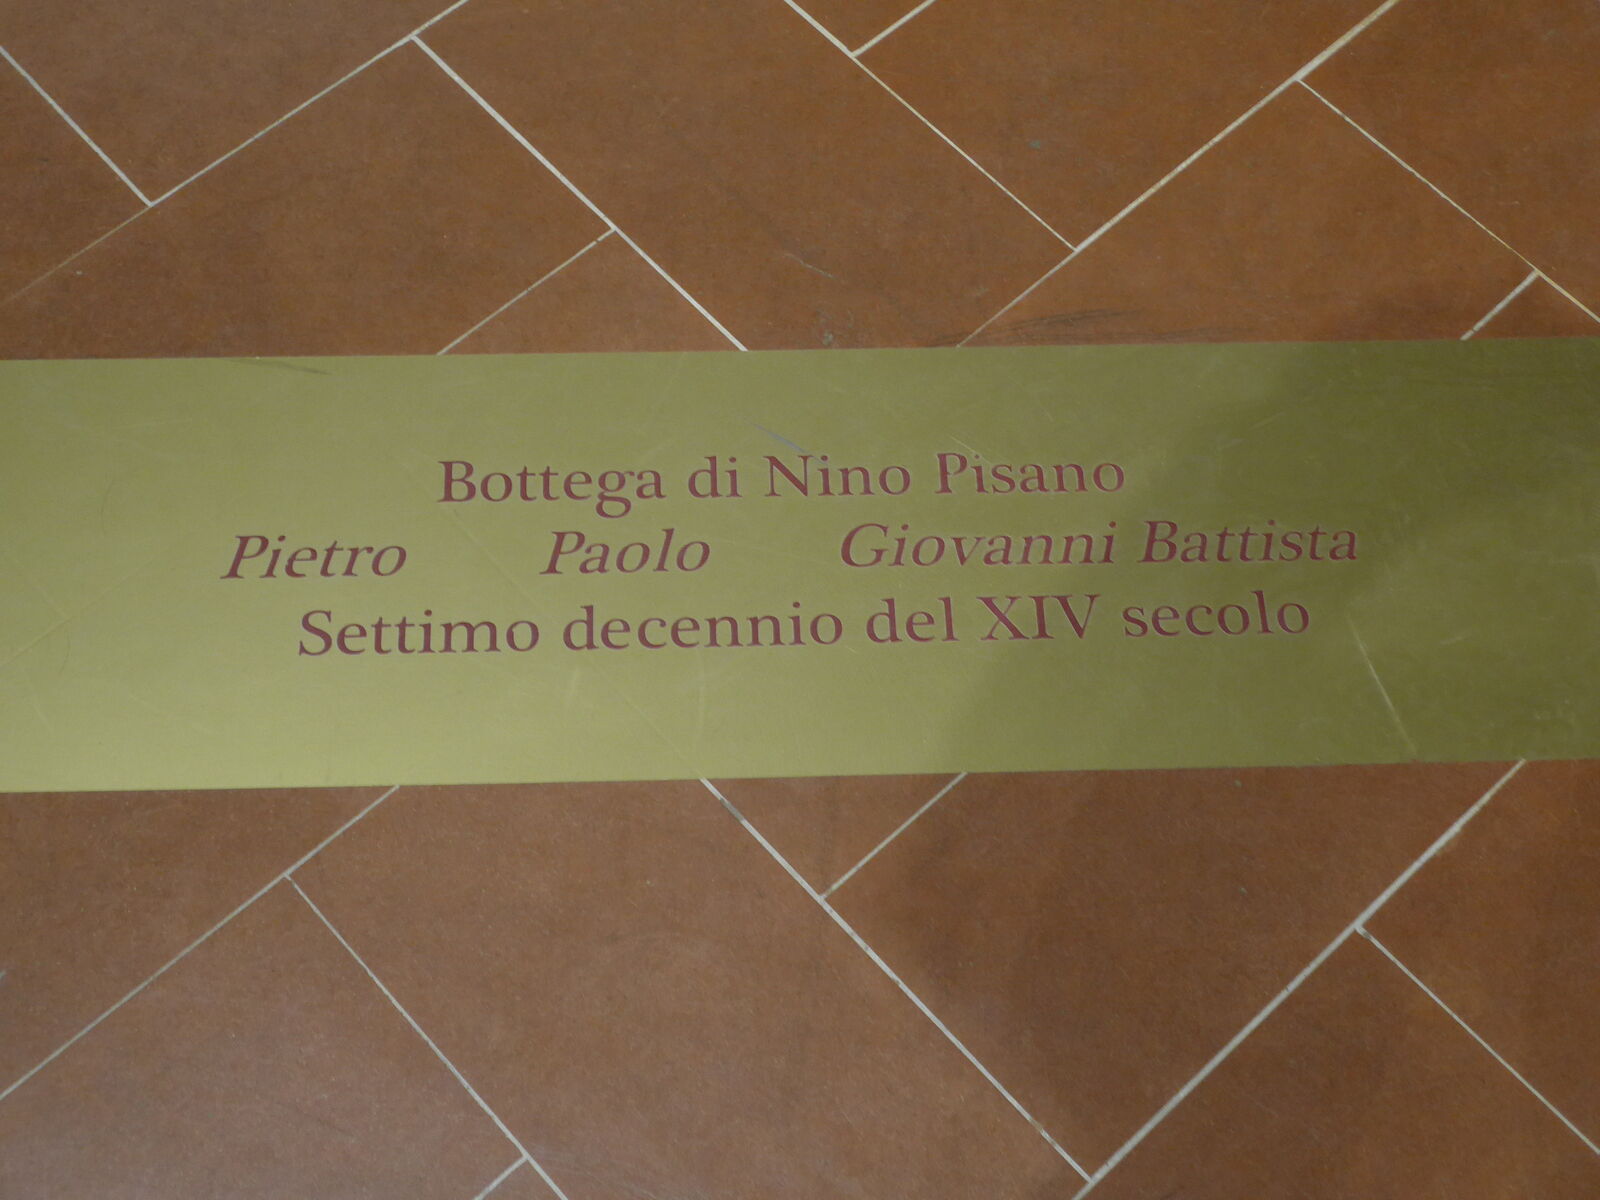 Bottega di Nino Pisano
Pietro Paolo Giovanni Battista
Settimo decennio del XIV secolo